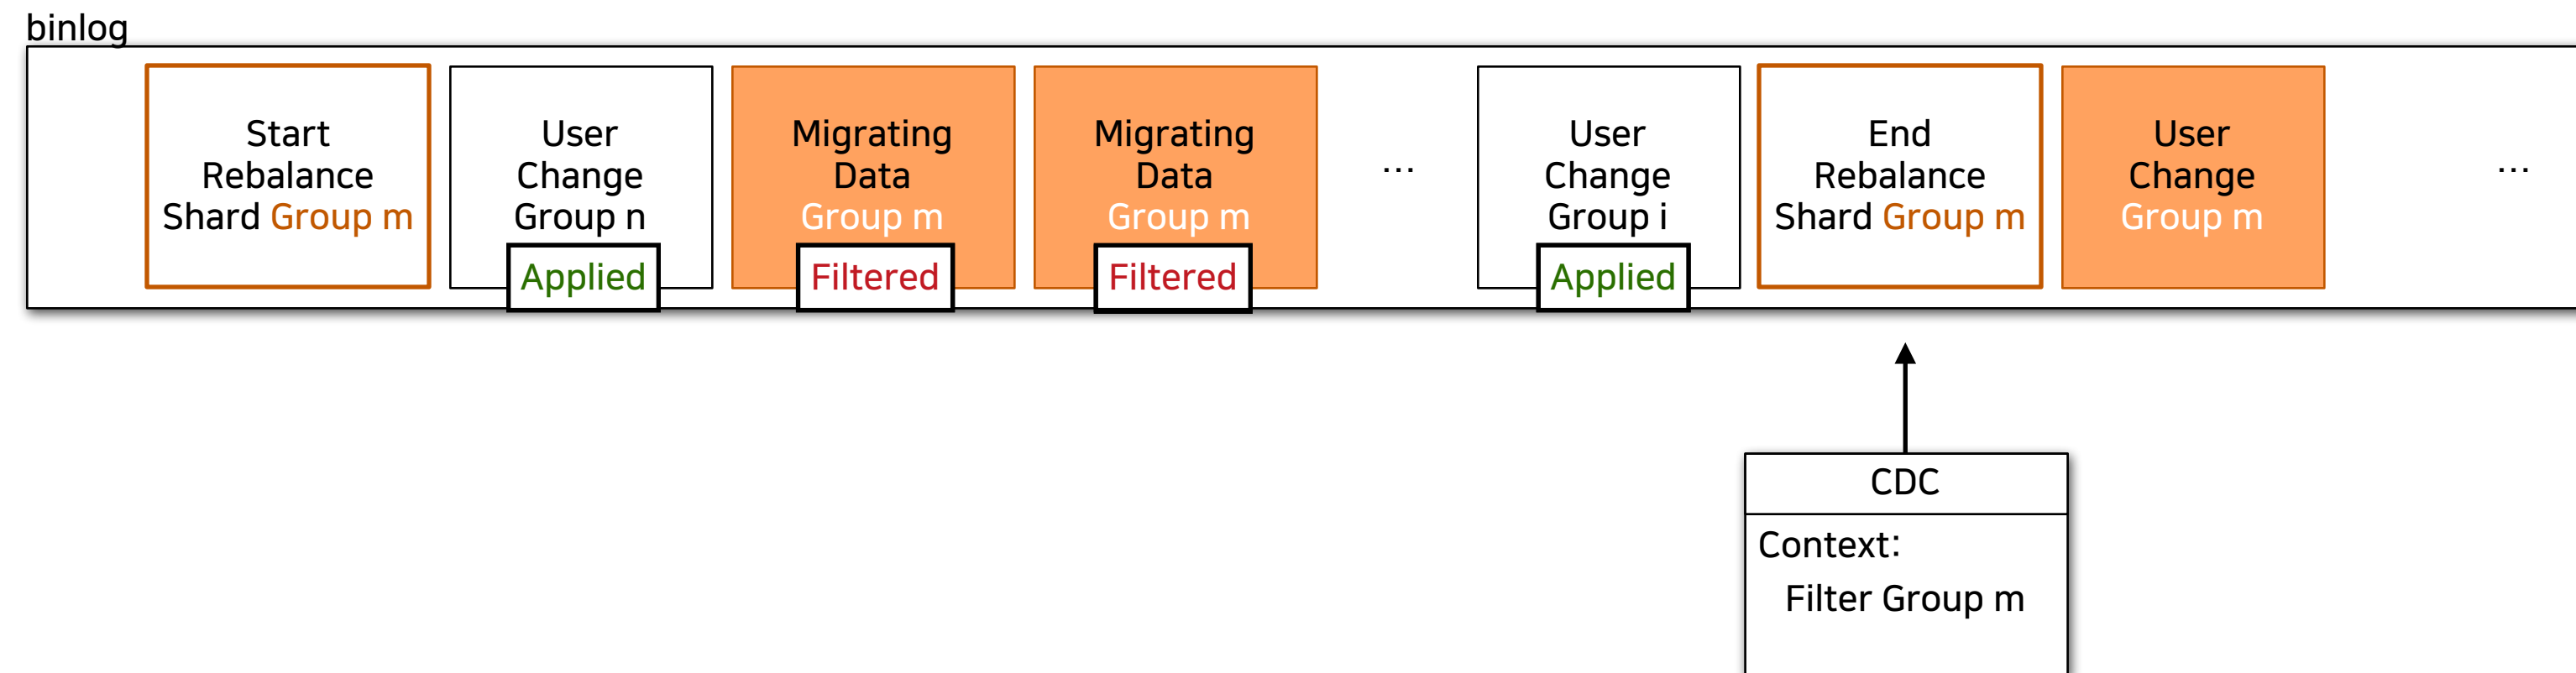 binlog
Start
Rebalance
Shard Group m
User
Change
Group n
Applied
Migrating
Data
Group m
Filtered
Migrating
Data
Group m
Filtered
...
User
Change
Group i
Applied
End
Rebalance
Shard Group m
User
Change
Group m
...
CDC
Context:
Filter Group m